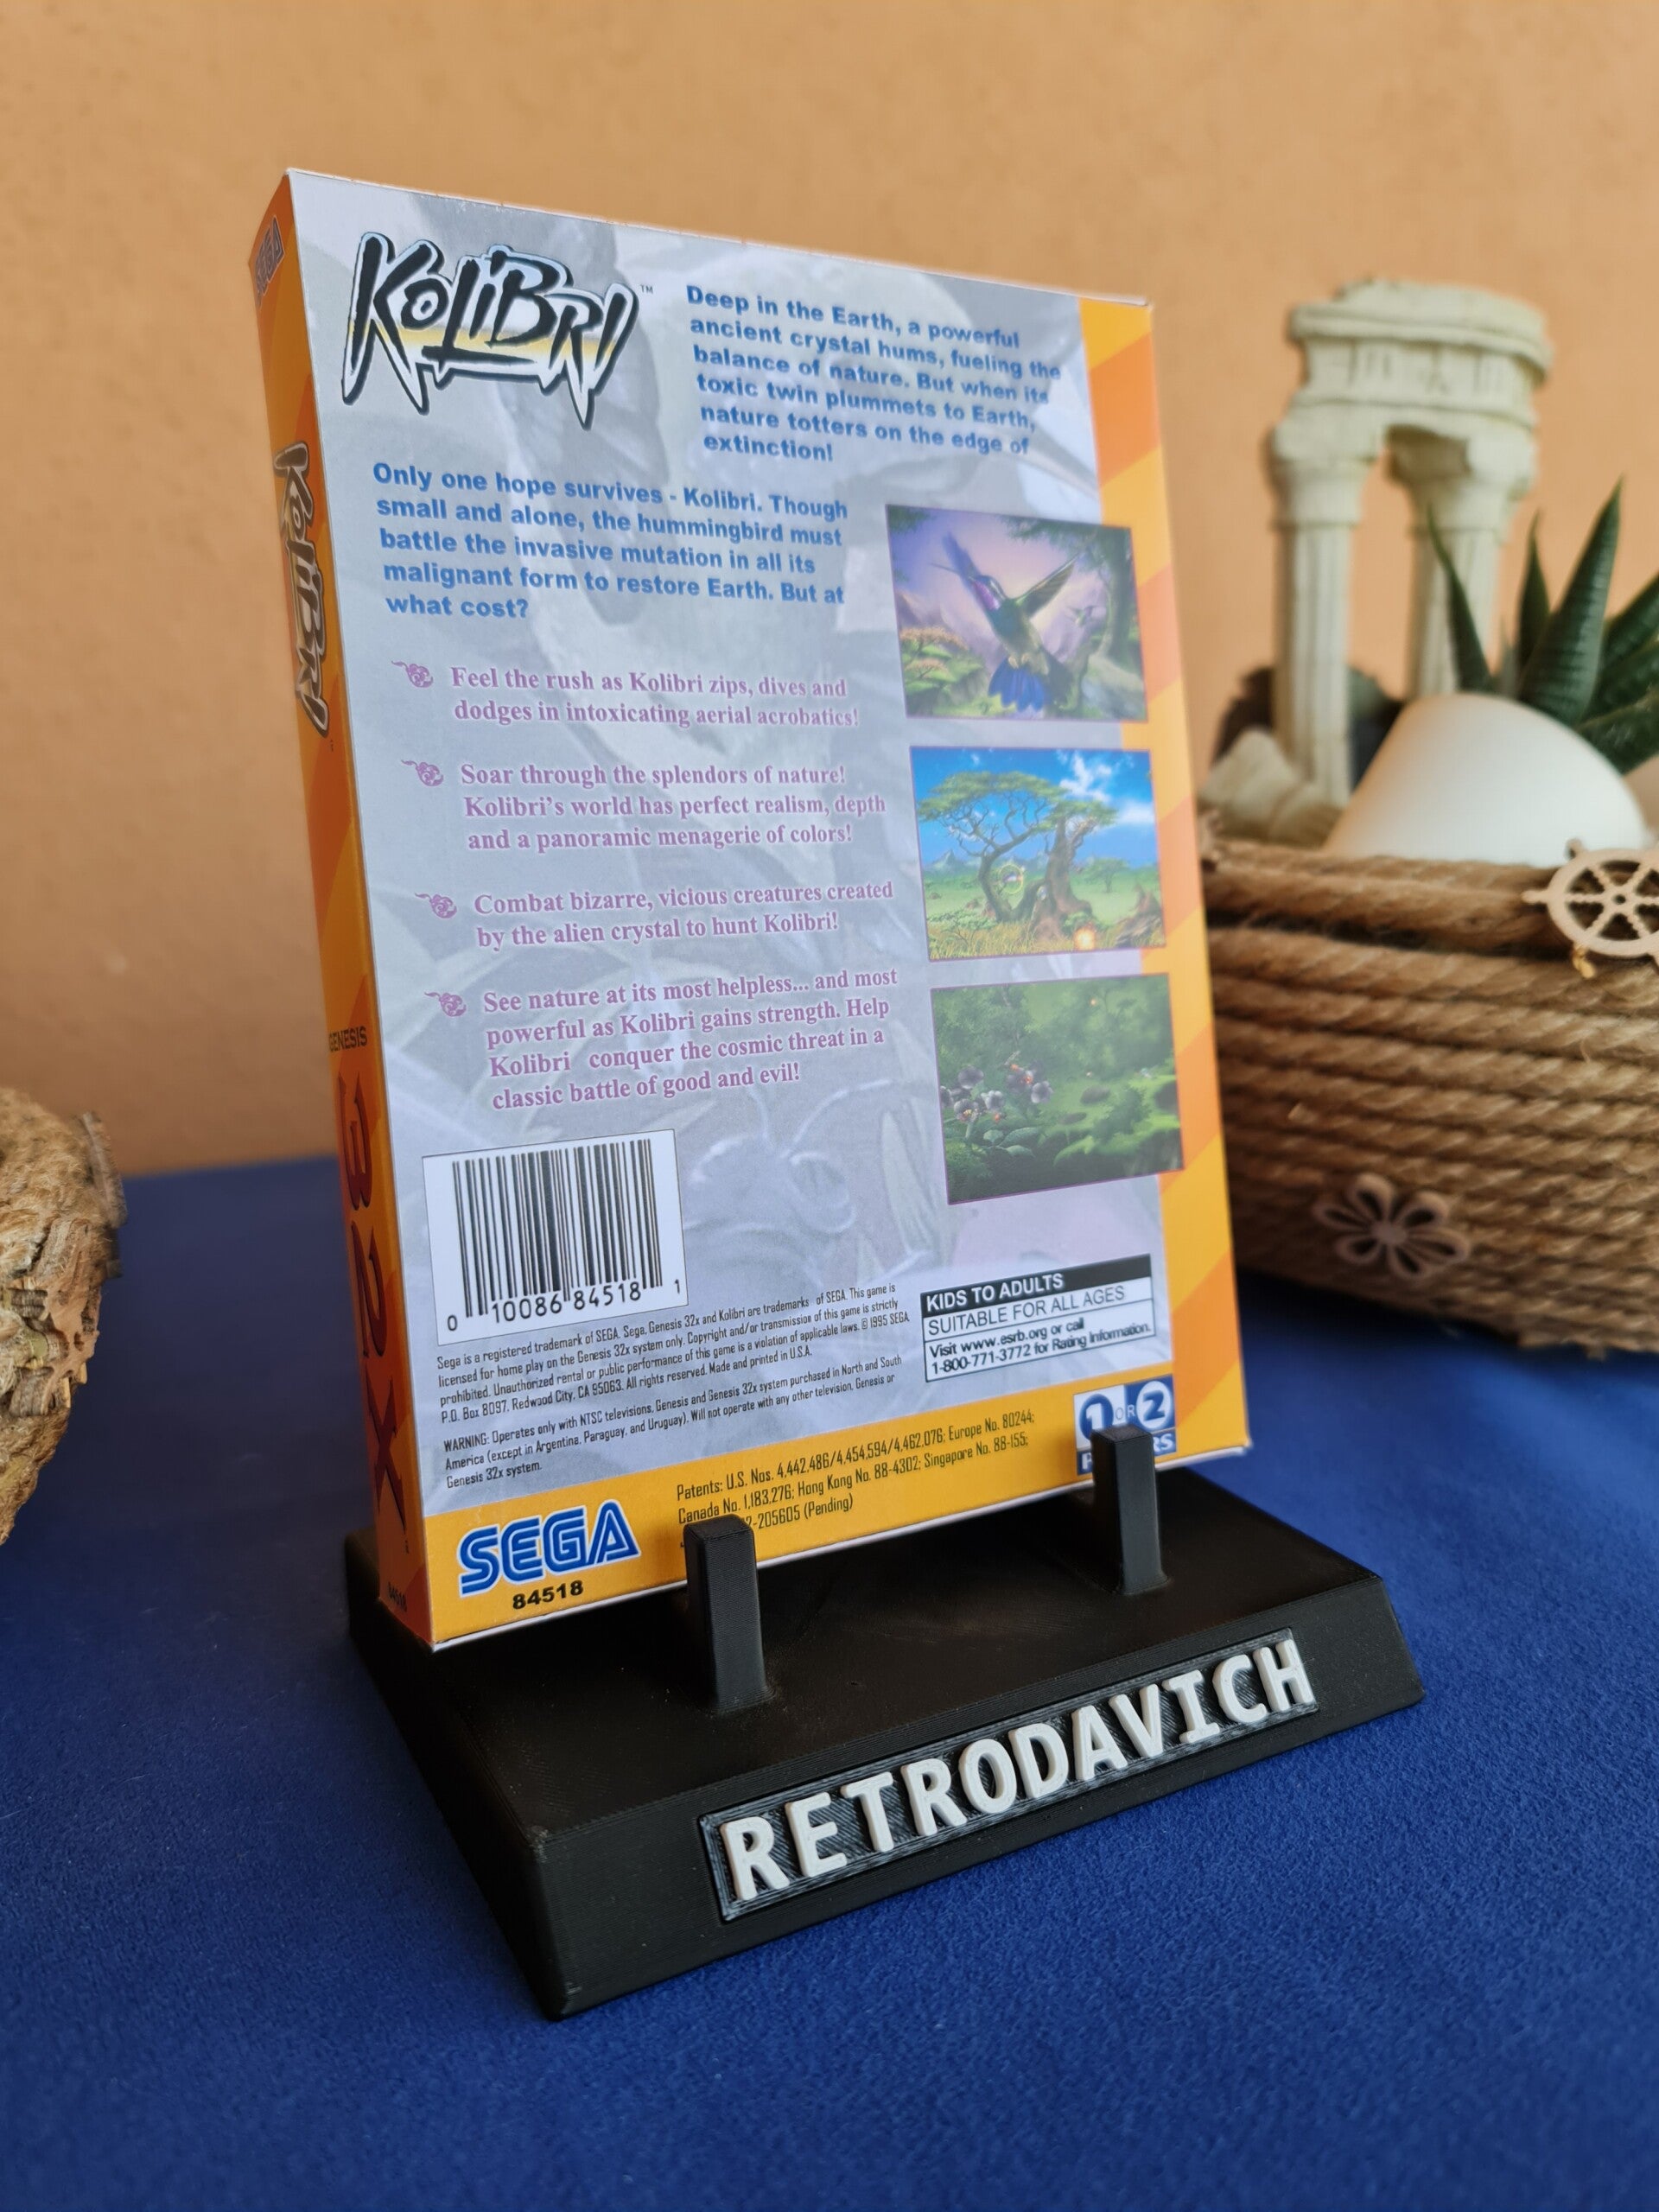 KOLIBRI™
Deep in the Earth, a powerful
ancient crystal hums, fueling the
balance of nature. But when its
toxic twin plummets to Earth,
nature totters on the edge of
extinction!
Only one hope survives - Kolibri. Though
small and alone, the hummingbird must
battle the invasive mutation in all its
malignant form to restore Earth. But at
what cost?
Feel the rush as Kolibri zips, dives and
dodges in intoxicating aerial acrobatics!
Soar through the splendors of nature!
Kolibri's world has perfect realism, depth
and a panoramic menagerie of colors!
Combat bizarre, vicious creatures created
by the alien crystal to hunt Kolibri!
See nature at its most helpless... and most
powerful as Kolibri gains strength. Help
Kolibri conquer the cosmic threat in a
classic battle of good and evil!
0 10086 84518 1
Sega is a registered trademark of SEGA. Sega, Genesis 32x and Kolibri are trademarks of SEGA. This game is
licensed for home play on the Genesis 32x system only. Copyright and/or transmission of this game is strictly
prohibited. Unauthorized rental or public performance of this game is a violation of applicable laws. © 1995 SEGA
P.O. Box 8097, Redwood City, CA 95063. All rights reserved. Made and printed in U.S.A.
WARNING: Operates only with NTSC televisions, Genesis and Genesis 32x system purchased in North and South
America (except in Argentina, Paraguay, and Uruguay). Will not operate with any other television, Genesis or
Genesis 32x system.
KIDS TO ADULTS
SUITABLE FOR ALL AGES
Visit www.esrb.org or call
1-800-771-3772 for Rating Information.
1 OR 2
SEGA
84518
Patents: U.S. Nos. 4,442,486/4,454,594/4,462,076; Europe No. 80244;
Canada No. 1,183,276; Hong Kong No. 88-4302; Singapore No. 88-155;
2-205605 (Pending)
SEGA
KOLIBRI
GENESIS
32X
84518
RETRODAVICH